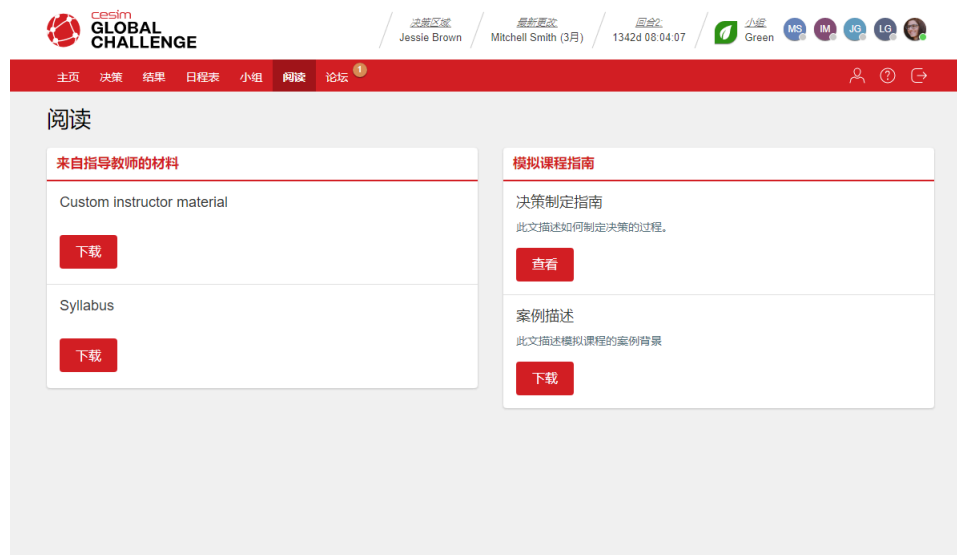 cesim
GLOBAL
CHALLENGE
决策区域:
Jessie Brown
最新更改:
Mitchell Smith (3月)
回合2:
1342d 08:04:07
小组:
Green
MS
IM
JG
LG
主页 决策 结果 日程表 小组 阅读 论坛 1
阅读
来自指导教师的材料
Custom instructor material
下载
Syllabus
下载
模拟课程指南
决策制定指南
此文描述如何制定决策的过程。
查看
案例描述
此文描述模拟课程的案例背景
下载